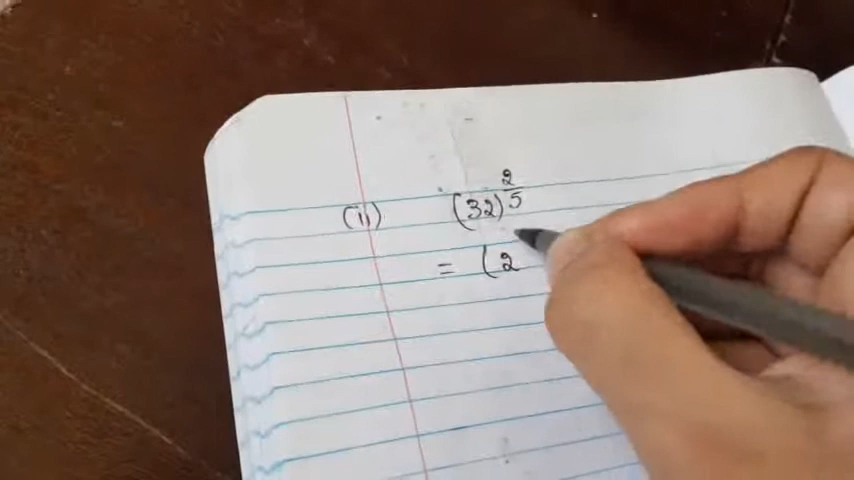 (ii) (32)^{2/5}
= (2